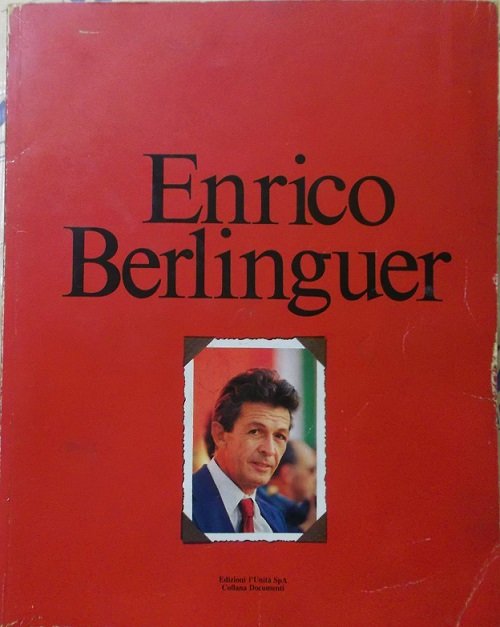 Enrico
Berlinguer
Edizioni l'Unità SpA
Collana Documenti